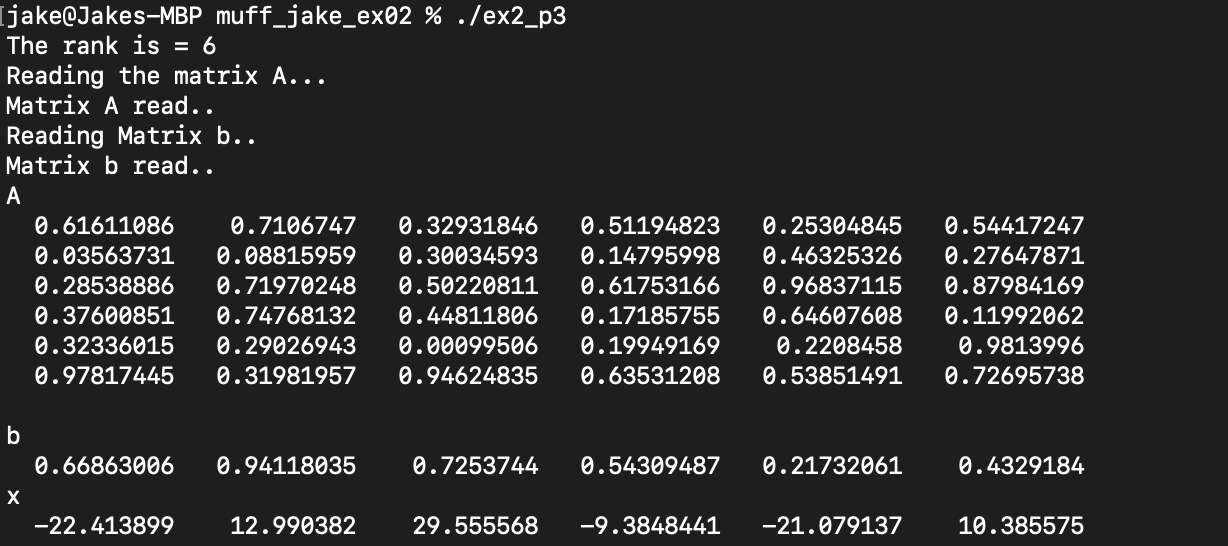 jake@Jakes-MBP muff_jake_ex02 % ./ex2_p3
The rank is = 6
Reading the matrix A...
Matrix A read..
Reading Matrix b..
Matrix b read..
A
0.61611086 0.7106747 0.32931846 0.51194823 0.25304845 0.54417247
0.03563731 0.08815959 0.30034593 0.14795998 0.46325326 0.27647871
0.28538886 0.71970248 0.50220811 0.61753166 0.96837115 0.87984169
0.37600851 0.74768132 0.44811806 0.17185755 0.64607608 0.11992062
0.32336015 0.29026943 0.00099506 0.19949169 0.2208458 0.9813996
0.97817445 0.31981957 0.94624835 0.63531208 0.53851491 0.72695738
b
0.66863006 0.94118035 0.7253744 0.54309487 0.21732061 0.4329184
x
-22.413899 12.990382 29.555568 -9.3848441 -21.079137 10.385575